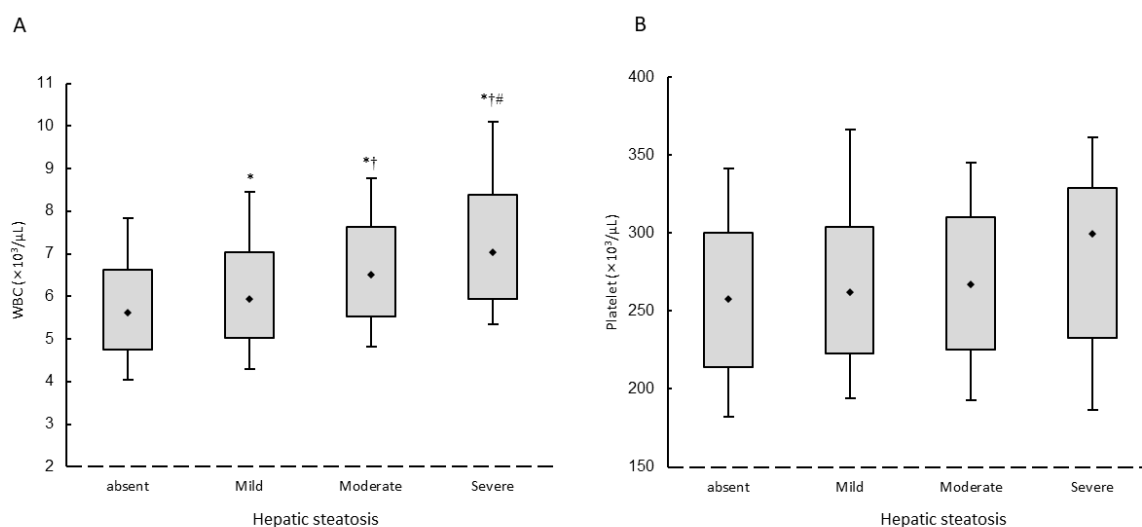 A
WBC (×10³/μL)
11
10
9
8
7
6
5
4
3
2
*
*†
*†#
absent Mild Moderate Severe
Hepatic steatosis
B
Platelet (×10³/μL)
400
350
300
250
200
150
absent Mild Moderate Severe
Hepatic steatosis